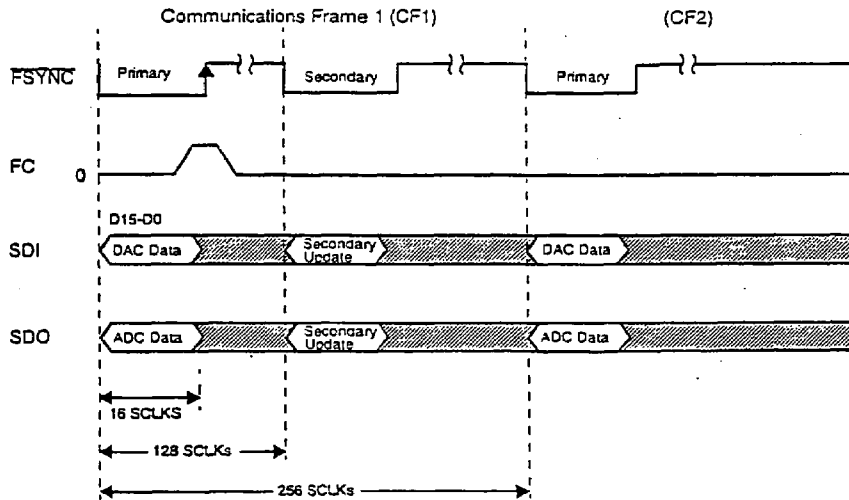 Communications Frame 1 (CF1) (CF2)
FSYNC Primary Secondary Primary
FC 0
D15-D0
SDI DAC Data Secondary Update DAC Data
SDO ADC Data Secondary Update ADC Data
16 SCLKS
128 SCLKs
256 SCLKs